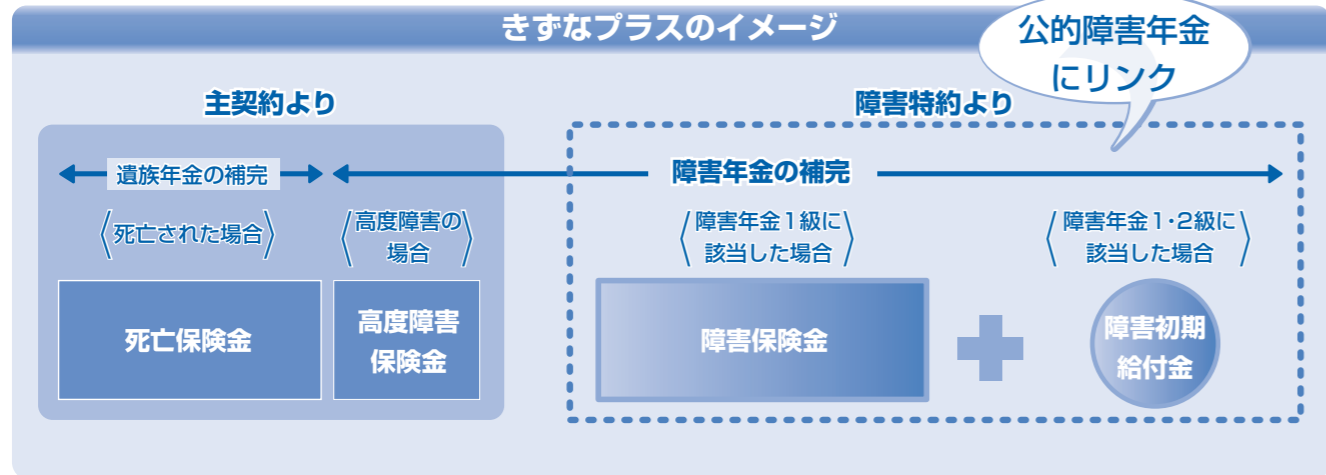 きずなプラスのイメージ
公的障害年金
にリンク
主契約より
障害特約より
遺族年金の補完
障害年金の補完
〈死亡された場合〉
〈高度障害の
場合〉
〈障害年金1級に
該当した場合〉
〈障害年金1・2級に
該当した場合〉
死亡保険金
高度障害
保険金
障害保険金
障害初期
給付金